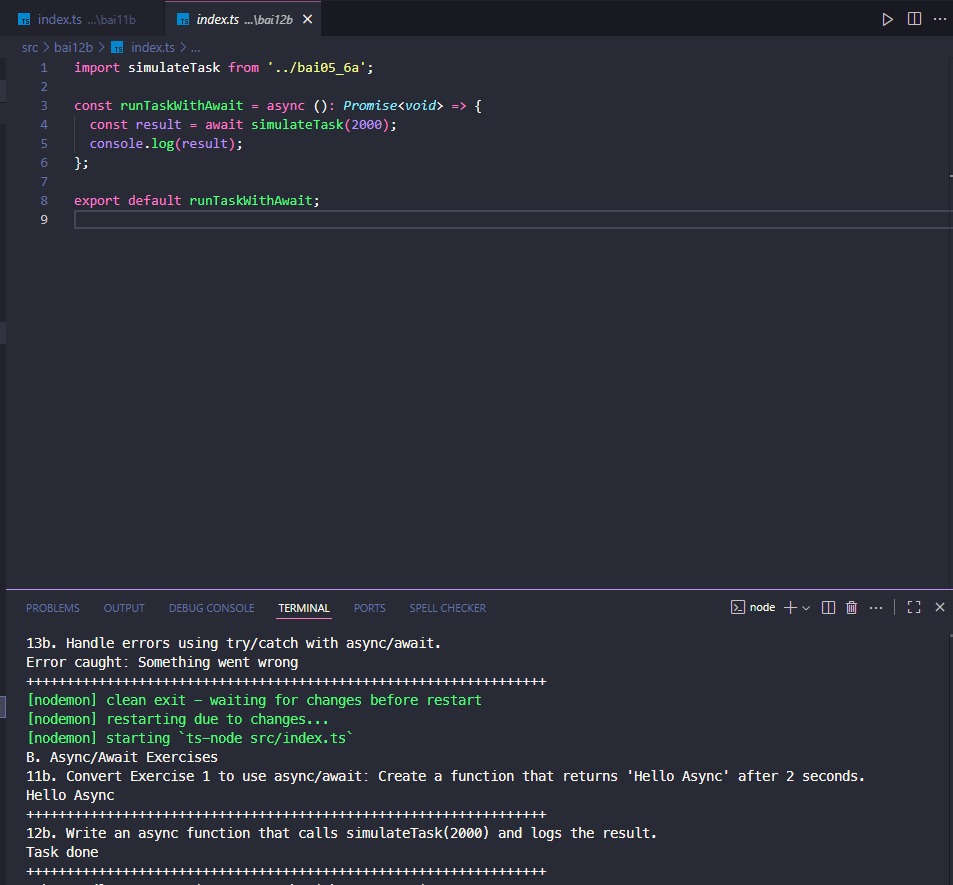 TS index.ts ...\bai11b TS index.ts ...\bai12b
src > bai12b > TS index.ts > ...
1 import simulateTask from '../bai05_6a';
2
3 const runTaskWithAwait = async (): Promise<void> => {
4 const result = await simulateTask(2000);
5 console.log(result);
6 };
7
8 export default runTaskWithAwait;
9
PROBLEMS OUTPUT DEBUG CONSOLE TERMINAL PORTS SPELL CHECKER node
13b. Handle errors using try/catch with async/await.
Error caught: Something went wrong
+++++++++++++++++++++++++++++++++++++++++++++++++++++++++++++++++
[nodemon] clean exit - waiting for changes before restart
[nodemon] restarting due to changes...
[nodemon] starting `ts-node src/index.ts`
B. Async/Await Exercises
11b. Convert Exercise 1 to use async/await: Create a function that returns 'Hello Async' after 2 seconds.
Hello Async
+++++++++++++++++++++++++++++++++++++++++++++++++++++++++++++++++
12b. Write an async function that calls simulateTask(2000) and logs the result.
Task done
+++++++++++++++++++++++++++++++++++++++++++++++++++++++++++++++++